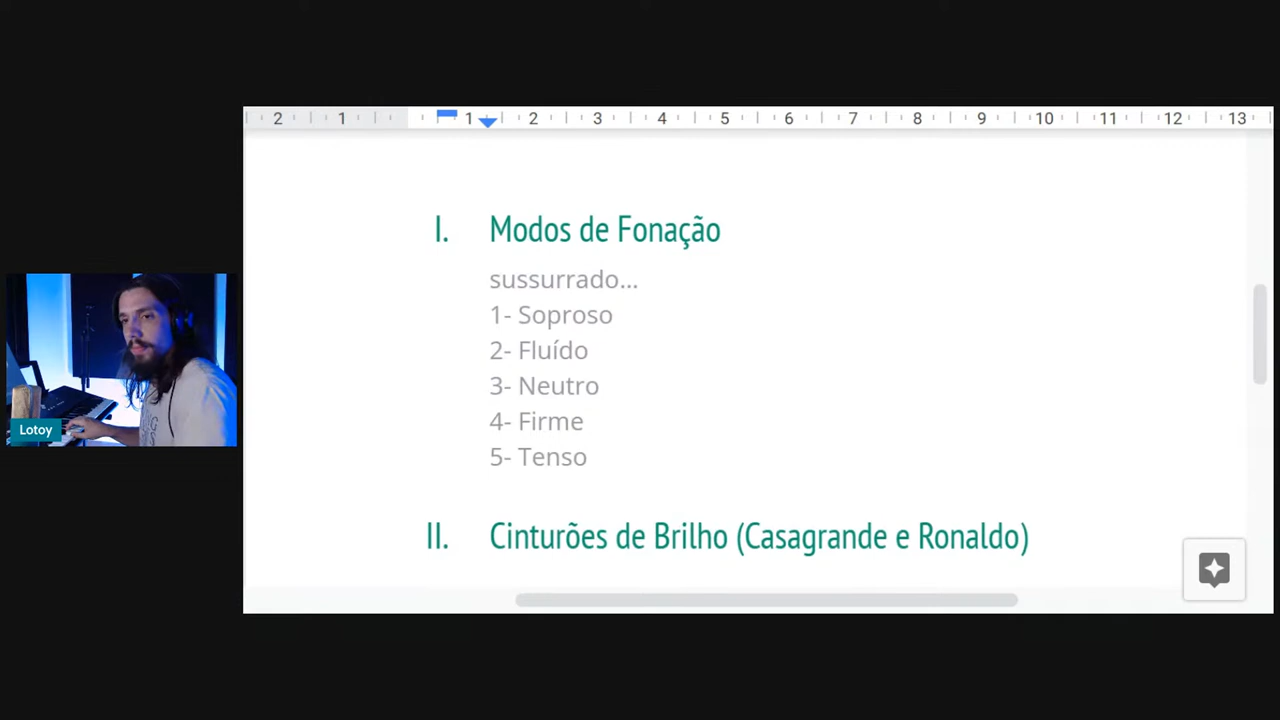 2 1 1 2 3 4 5 6 7 8 9 10 11 12 13
I. Modos de Fonação
sussurrado...
1- Soproso
2- Fluído
3- Neutro
4- Firme
5- Tenso
Lotoy
II. Cinturões de Brilho (Casagrande e Ronaldo)